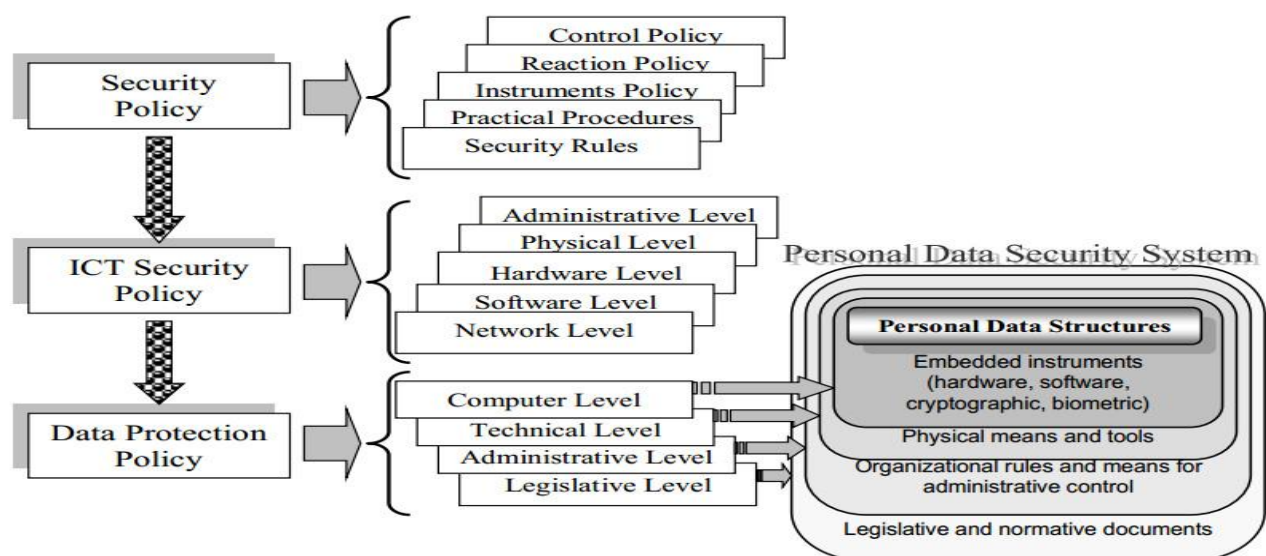 Security
Policy
Control Policy
Reaction Policy
Instruments Policy
Practical Procedures
Security Rules
ICT Security
Policy
Administrative Level
Physical Level
Hardware Level
Software Level
Network Level
Data Protection
Policy
Computer Level
Technical Level
Administrative Level
Legislative Level
Personal Data Security System
Personal Data Structures
Embedded instruments
(hardware, software,
cryptographic, biometric)
Physical means and tools
Organizational rules and means for
administrative control
Legislative and normative documents